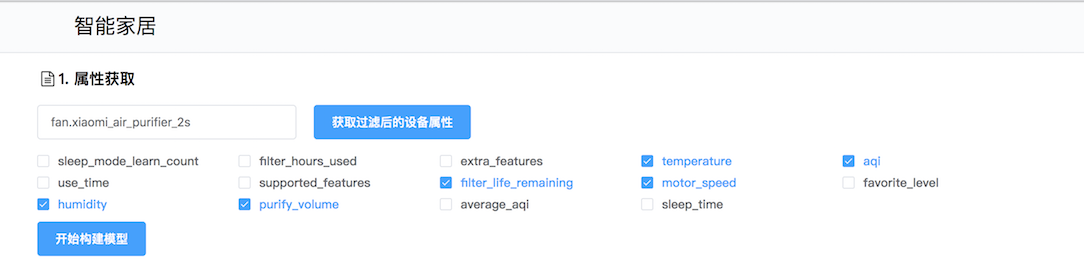 智能家居
1. 属性获取
fan.xiaomi_air_purifier_2s 获取过滤后的设备属性
sleep_mode_learn_count filter_hours_used extra_features temperature aqi
use_time supported_features filter_life_remaining motor_speed favorite_level
humidity purify_volume average_aqi sleep_time
开始构建模型